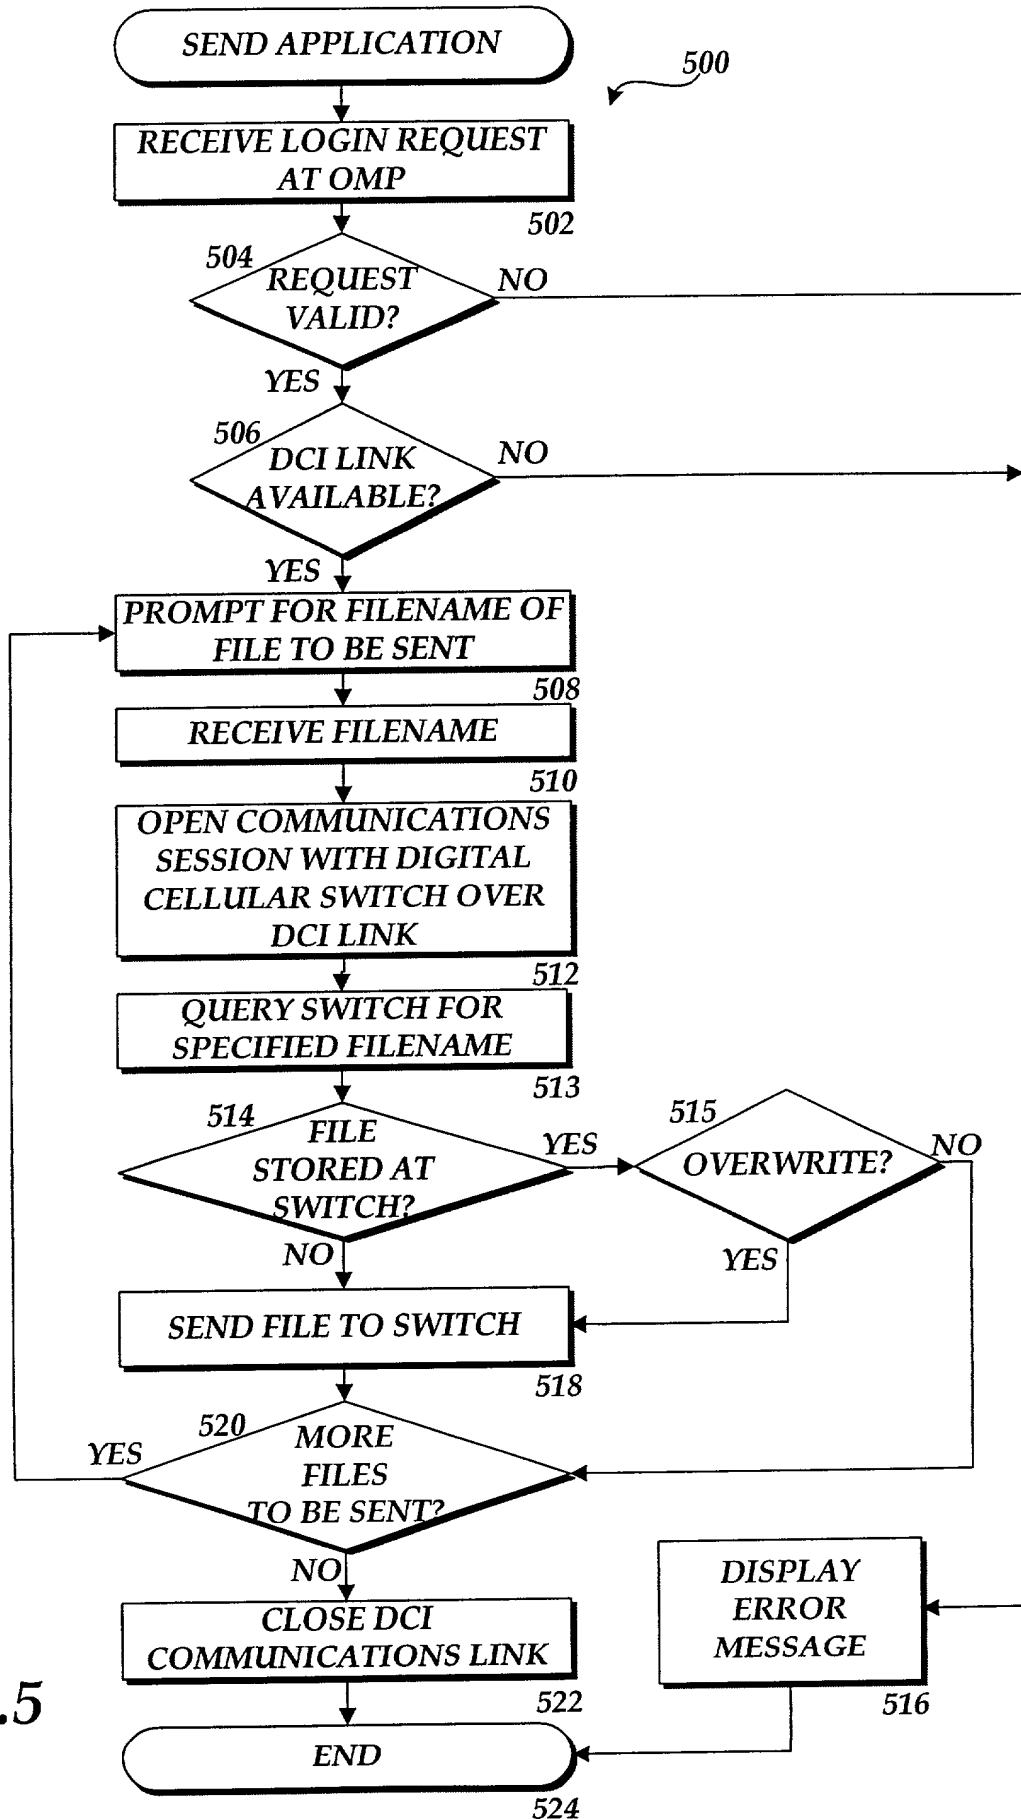 SEND APPLICATION
500
RECEIVE LOGIN REQUEST
AT OMP
502
504
REQUEST
VALID?
NO
YES
506
DCI LINK
AVAILABLE?
NO
YES
PROMPT FOR FILENAME OF
FILE TO BE SENT
508
RECEIVE FILENAME
510
OPEN COMMUNICATIONS
SESSION WITH DIGITAL
CELLULAR SWITCH OVER
DCI LINK
512
QUERY SWITCH FOR
SPECIFIED FILENAME
513
514
FILE
STORED AT
SWITCH?
YES
NO
515
OVERWRITE?
NO
YES
SEND FILE TO SWITCH
518
520
MORE
FILES
TO BE SENT?
YES
NO
DISPLAY
ERROR
MESSAGE
516
CLOSE DCI
COMMUNICATIONS LINK
522
.5
END
524